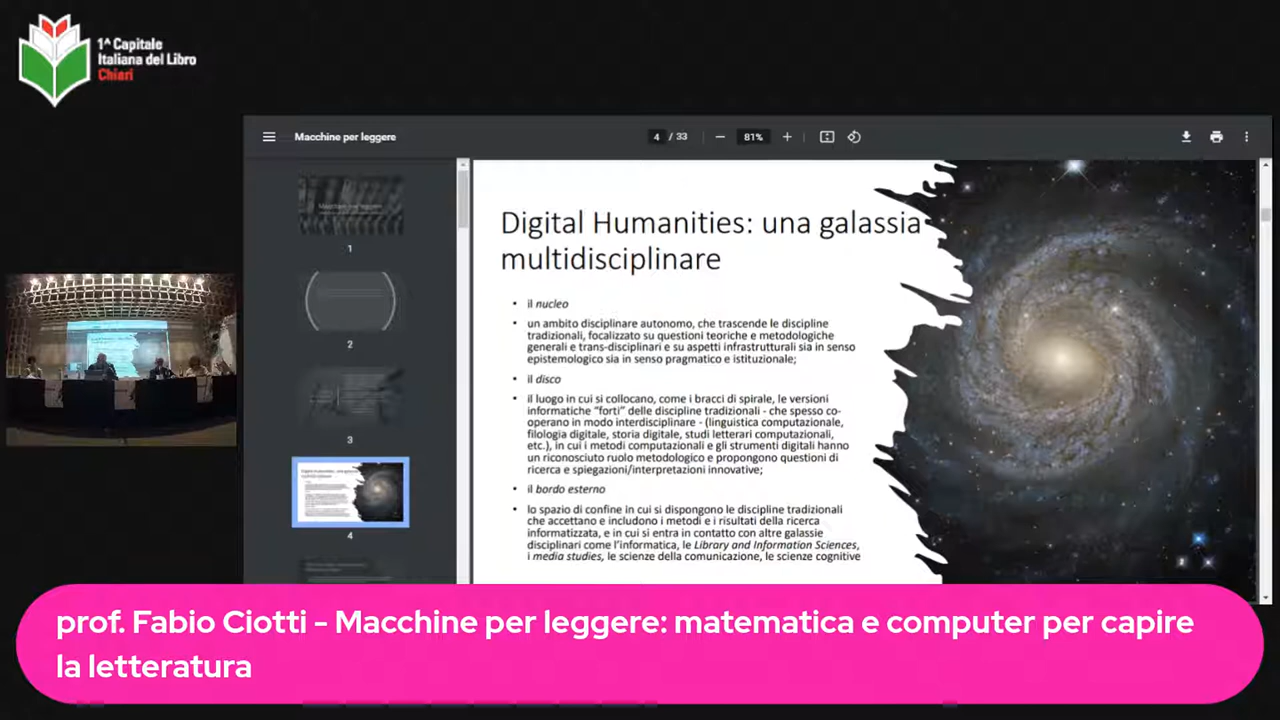 1^ Capitale
Italiana del Libro
Chiari
Macchine per leggere
4 / 33
81%
1
2
3
4
Digital Humanities: una galassia
multidisciplinare
• il nucleo
• un ambito disciplinare autonomo, che trascende le discipline
tradizionali, focalizzato su questioni teoriche e metodologiche
generali e trans-disciplinari e su aspetti infrastrutturali sia in senso
epistemologico sia in senso pragmatico e istituzionale;
• il disco
• il luogo in cui si collocano, come i bracci di spirale, le versioni
informatiche “forti” delle discipline tradizionali - che spesso co-
operano in modo interdisciplinare - (linguistica computazionale,
filologia digitale, storia digitale, studi letterari computazionali,
etc.), in cui i metodi computazionali e gli strumenti digitali hanno
un riconosciuto ruolo metodologico e propongono questioni di
ricerca e spiegazioni/interpretazioni innovative;
• il bordo esterno
• lo spazio di confine in cui si dispongono le discipline tradizionali
che accettano e includono i metodi e i risultati della ricerca
informatizzata, e in cui si entra in contatto con altre galassie
disciplinari come l’informatica, le Library and Information Sciences,
i media studies, le scienze della comunicazione, le scienze cognitive
prof. Fabio Ciotti - Macchine per leggere: matematica e computer per capire
la letteratura